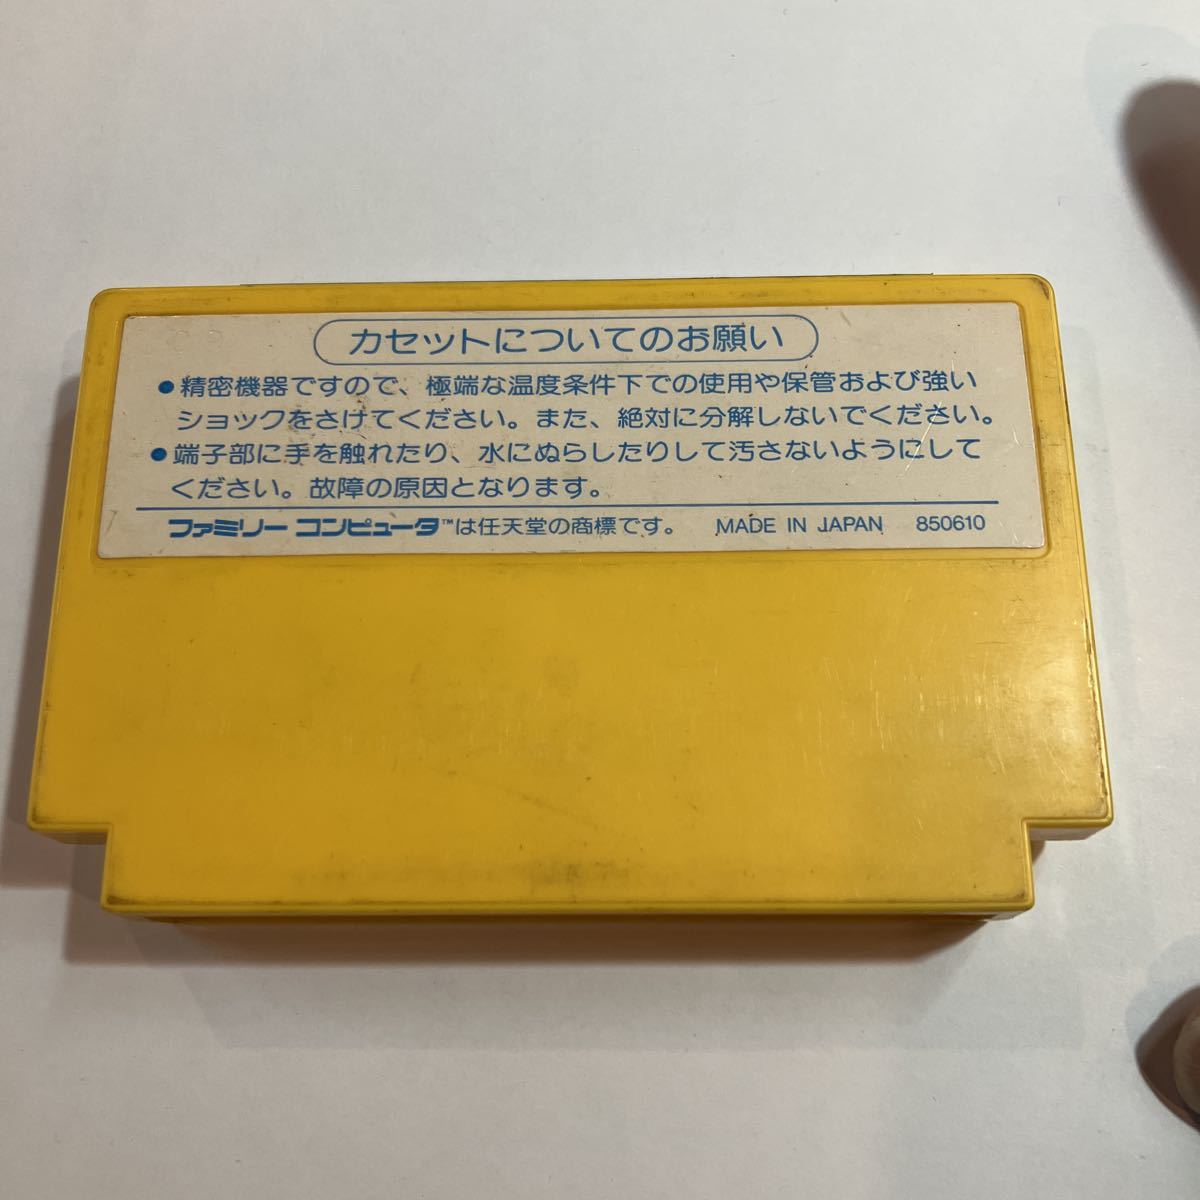 カセットについてのお願い
●精密機器ですので、極端な温度条件下での使用や保管および強い
ショックをさけてください。また、絶対に分解しないでください。
●端子部に手を触れたり、水にぬらしたりして汚さないようにして
ください。故障の原因となります。
ファミリーコンピュータ™は任天堂の商標です。 MADE IN JAPAN 850610